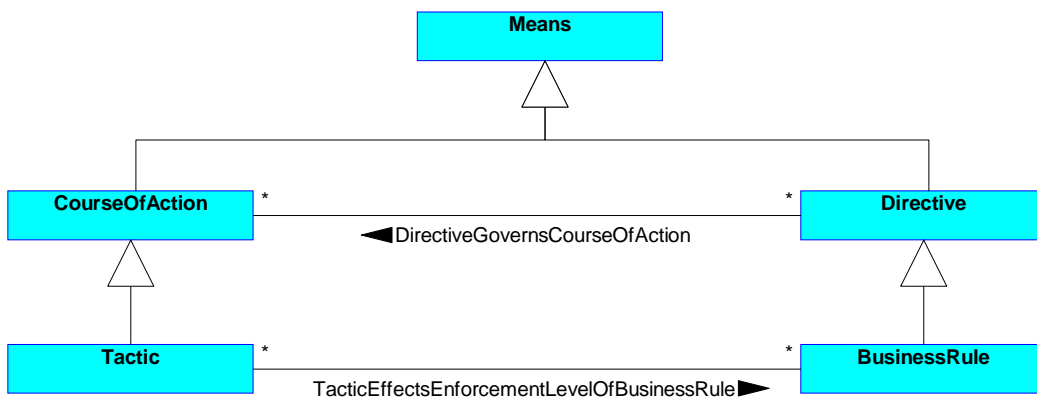 Means
CourseOfAction
*
*
Directive
DirectiveGovernsCourseOfAction
Tactic
*
*
BusinessRule
TacticEffectsEnforcementLevelOfBusinessRule